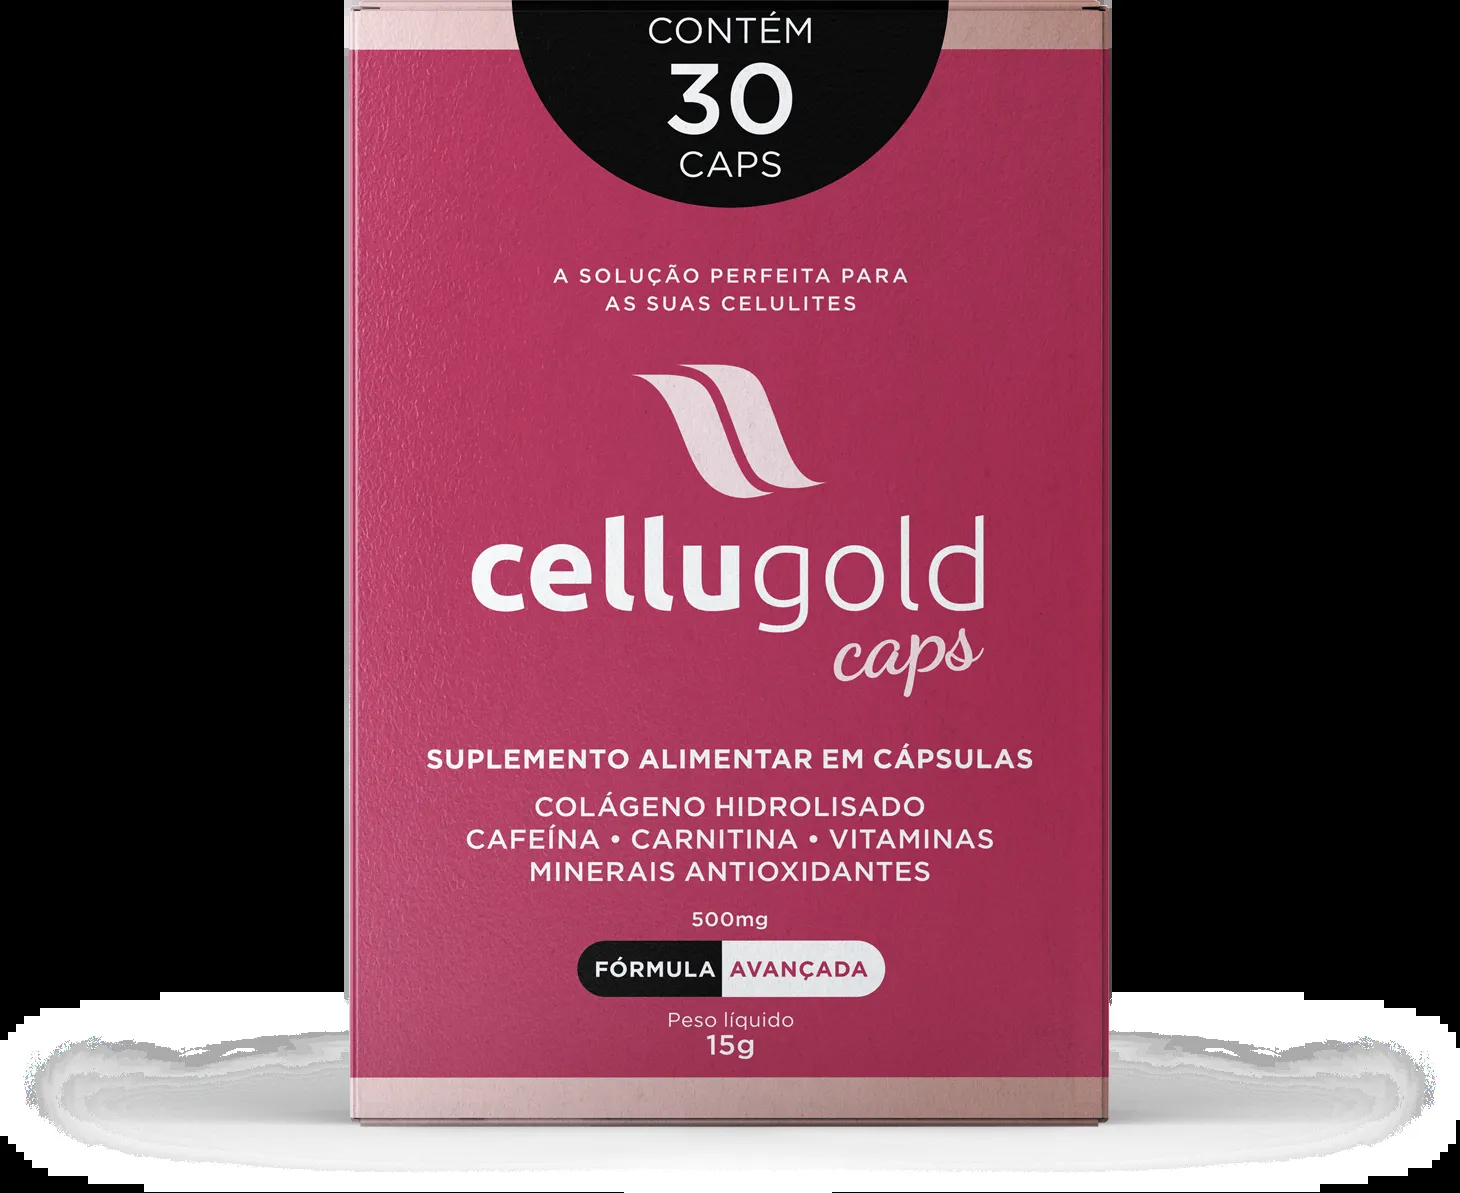 CONTÉM
30
CAPS
A SOLUÇÃO PERFEITA PARA
AS SUAS CELULITES
cellugold
caps
SUPLEMENTO ALIMENTAR EM CÁPSULAS
COLÁGENO HIDROLISADO
CAFEÍNA • CARNITINA • VITAMINAS
MINERAIS ANTIOXIDANTES
500mg
FÓRMULA AVANÇADA
Peso líquido
15g